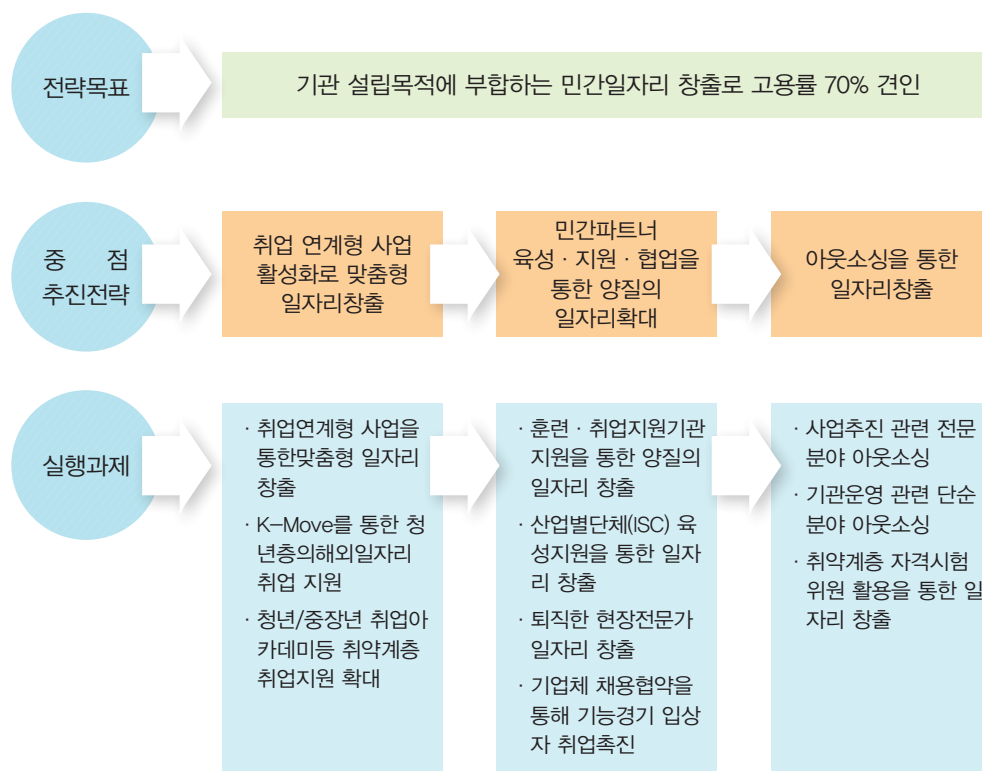 전략목표
기관 설립목적에 부합하는 민간일자리 창출로 고용률 70% 견인
중 점
추진전략
취업 연계형 사업
활성화로 맞춤형
일자리창출
민간파트너
육성 · 지원 · 협업을
통한 양질의
일자리확대
아웃소싱을 통한
일자리창출
실행과제
· 취업연계형 사업을
통한맞춤형 일자리
창출
· K-Move를 통한 청
년층의해외일자리
취업 지원
· 청년/중장년 취업아
카데미등 취약계층
취업지원 확대
· 훈련 · 취업지원기관
지원을 통한 양질의
일자리 창출
· 산업별단체(ISC) 육
성지원을 통한 일자
리 창출
· 퇴직한 현장전문가
일자리 창출
· 기업체 채용협약을
통해 기능경기 입상
자 취업촉진
· 사업추진 관련 전문
분야 아웃소싱
· 기관운영 관련 단순
분야 아웃소싱
· 취약계층 자격시험
위원 활용을 통한 일
자리 창출